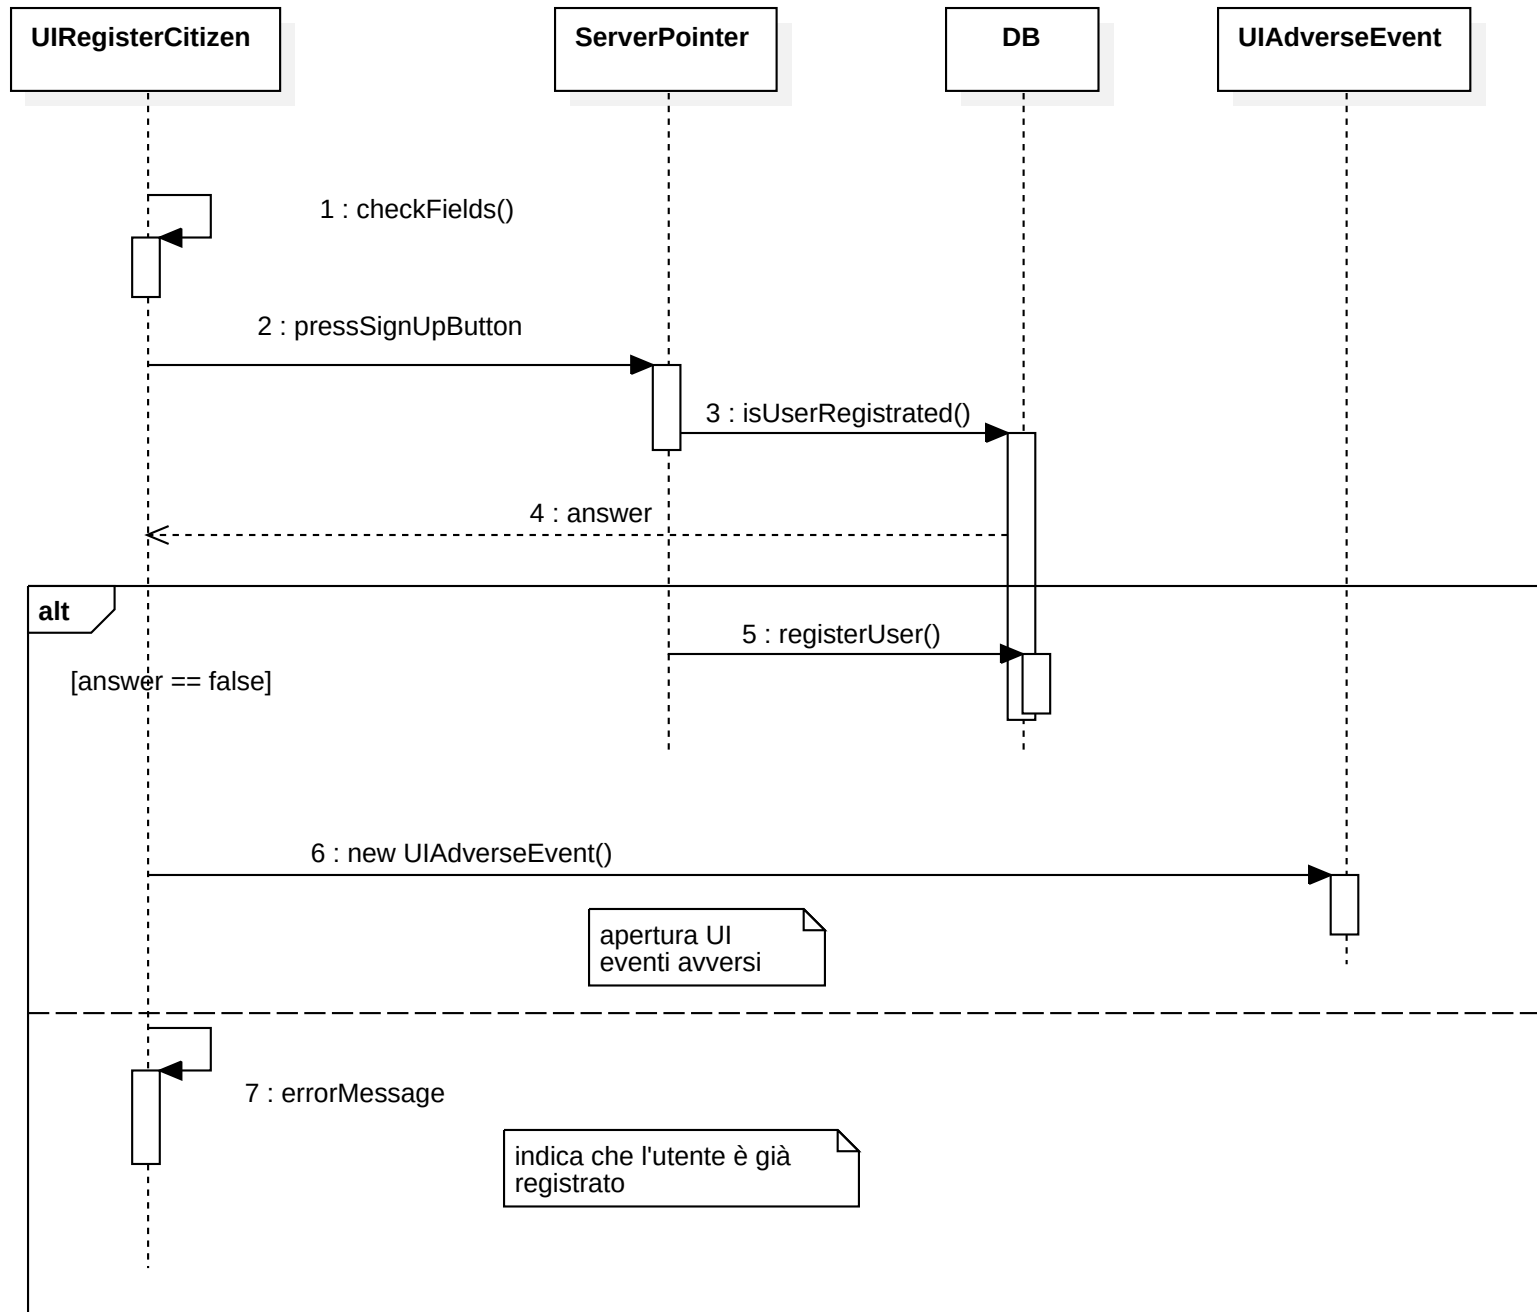 UIRegisterCitizen
ServerPointer
DB
UIAdverseEvent
1 : checkFields()
2 : pressSignUpButton
3 : isUserRegistrated()
4 : answer
alt
5 : registerUser()
[answer == false]
6 : new UIAdverseEvent()
apertura UI
eventi avversi
7 : errorMessage
indica che l'utente è già
registrato